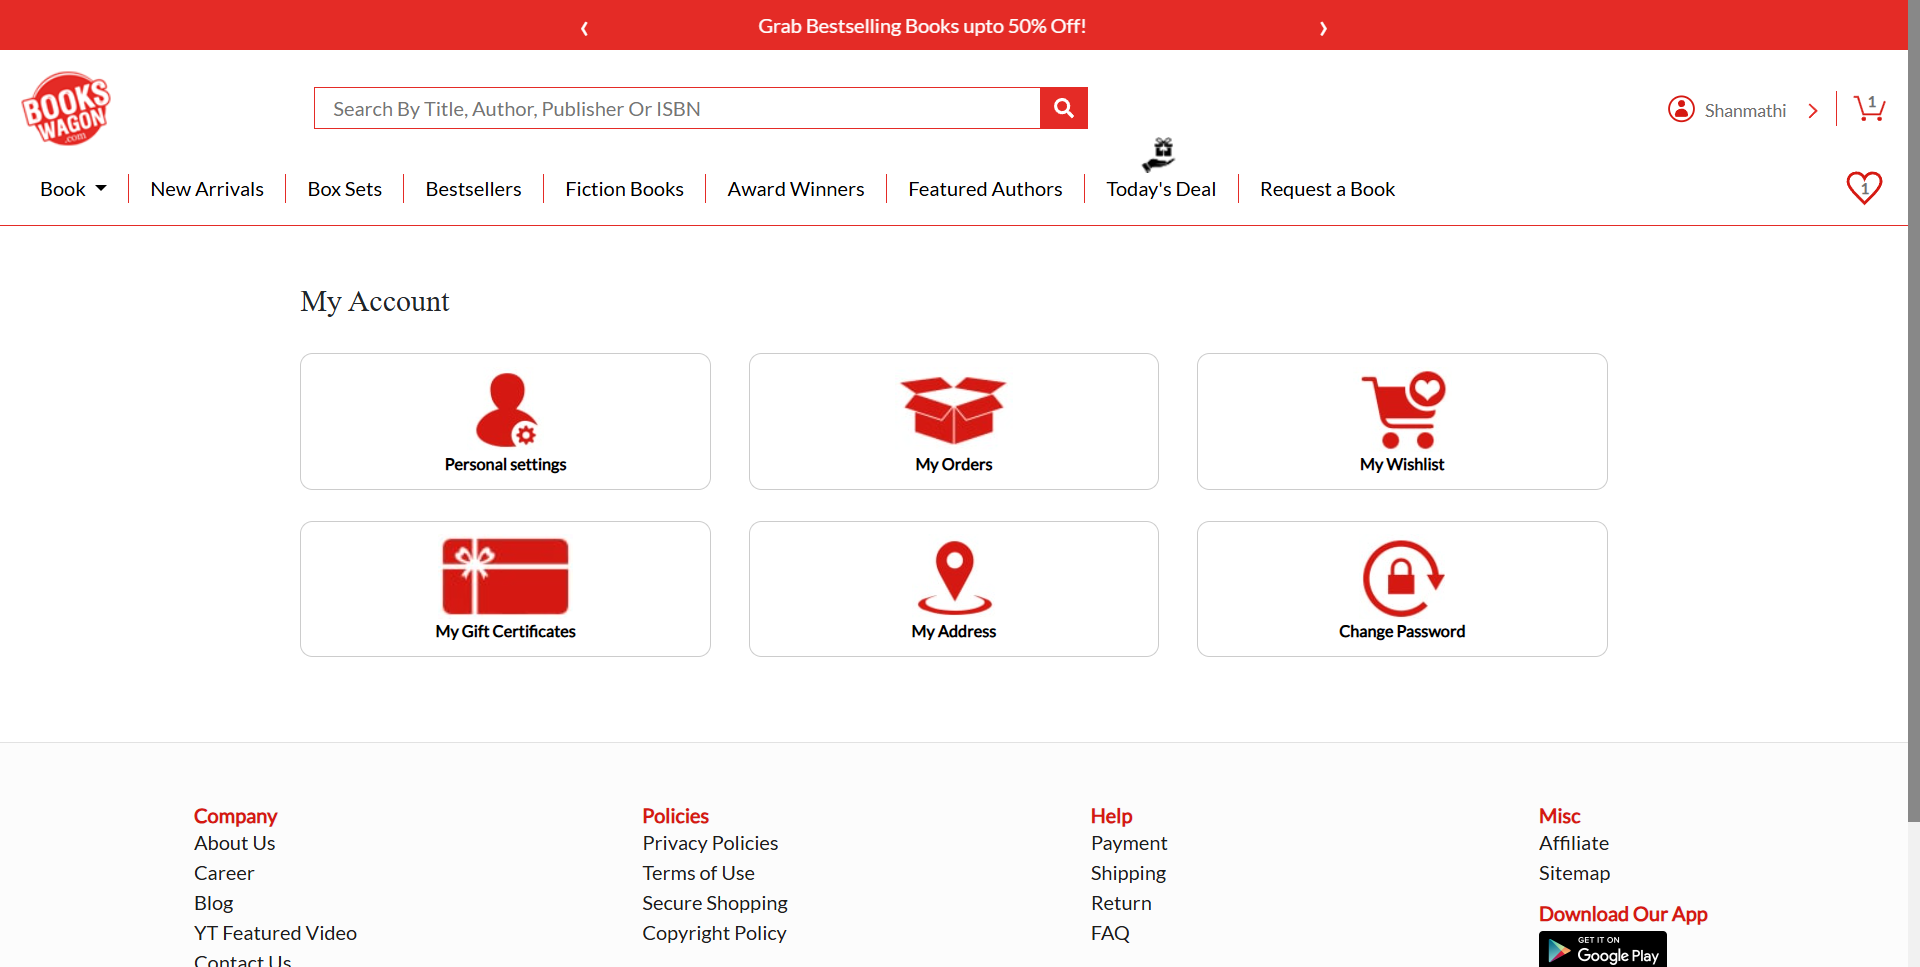 ‹ Grab Bestselling Books upto 50% Off! ›
BOOKS
WAGON
.com
Search By Title, Author, Publisher Or ISBN
Shanmathi
1
Book
New Arrivals
Box Sets
Bestsellers
Fiction Books
Award Winners
Featured Authors
Today's Deal
Request a Book
1
My Account
Personal settings
My Orders
My Wishlist
My Gift Certificates
My Address
Change Password
Company
About Us
Career
Blog
YT Featured Video
Contact Us
Policies
Privacy Policies
Terms of Use
Secure Shopping
Copyright Policy
Help
Payment
Shipping
Return
FAQ
Misc
Affiliate
Sitemap
Download Our App
GET IT ON
Google Play